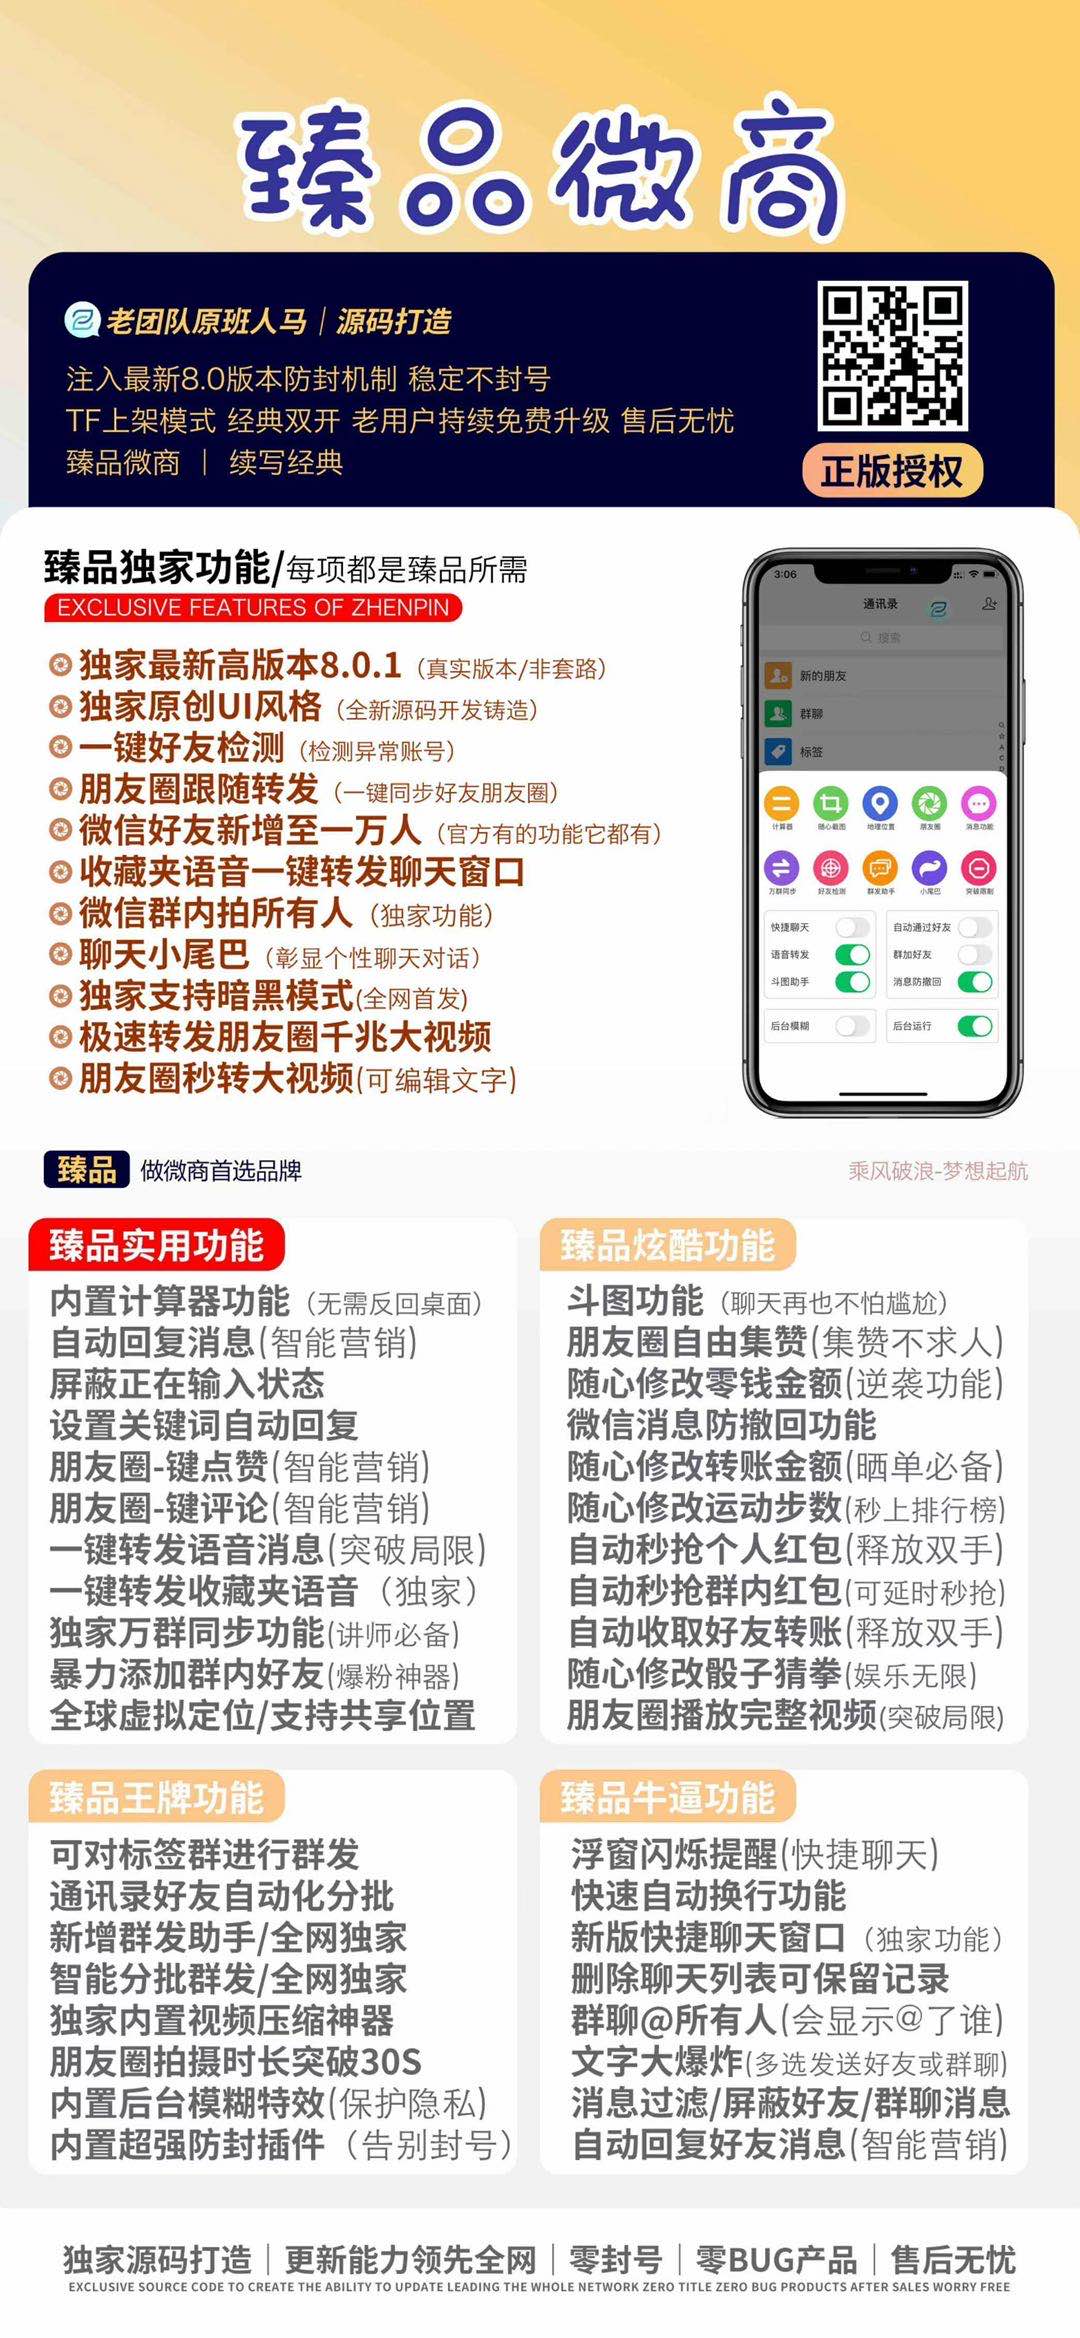 臻品微商
老团队原班人马｜源码打造
注入最新8.0版本防封机制 稳定不封号
TF上架模式 经典双开 老用户持续免费升级 售后无忧
臻品微商 ｜ 续写经典
正版授权
臻品独家功能/每项都是臻品所需
EXCLUSIVE FEATURES OF ZHENPIN
独家最新高版本8.0.1（真实版本/非套路）
独家原创UI风格（全新源码开发铸造）
一键好友检测（检测异常账号）
朋友圈跟随转发（一键同步好友朋友圈）
微信好友新增至一万人（官方有的功能它都有）
收藏夹语音一键转发聊天窗口
微信群内拍所有人（独家功能）
聊天小尾巴（彰显个性聊天对话）
独家支持暗黑模式(全网首发)
极速转发朋友圈千兆大视频
朋友圈秒转大视频(可编辑文字)
3:06
通讯录
搜索
新的朋友
群聊
标签
计算器 随心截图 地理位置 朋友圈 消息功能
万群同步 好友检测 群发助手 小尾巴 突破限制
快捷聊天 自动通过好友
语音转发 群加好友
斗图助手 消息防撤回
后台模糊 后台运行
臻品 做微商首选品牌
乘风破浪-梦想起航
臻品实用功能
内置计算器功能（无需反回桌面）
自动回复消息(智能营销)
屏蔽正在输入状态
设置关键词自动回复
朋友圈-键点赞(智能营销)
朋友圈-键评论(智能营销)
一键转发语音消息(突破局限)
一键转发收藏夹语音（独家）
独家万群同步功能(讲师必备)
暴力添加群内好友(爆粉神器)
全球虚拟定位/支持共享位置
臻品炫酷功能
斗图功能（聊天再也不怕尴尬）
朋友圈自由集赞(集赞不求人)
随心修改零钱金额(逆袭功能)
微信消息防撤回功能
随心修改转账金额(晒单必备)
随心修改运动步数(秒上排行榜)
自动秒抢个人红包(释放双手)
自动秒抢群内红包(可延时秒抢)
自动收取好友转账(释放双手)
随心修改骰子猜拳(娱乐无限)
朋友圈播放完整视频(突破局限)
臻品王牌功能
可对标签群进行群发
通讯录好友自动化分批
新增群发助手/全网独家
智能分批群发/全网独家
独家内置视频压缩神器
朋友圈拍摄时长突破30S
内置后台模糊特效(保护隐私)
内置超强防封插件（告别封号）
臻品牛逼功能
浮窗闪烁提醒(快捷聊天)
快速自动换行功能
新版快捷聊天窗口（独家功能）
删除聊天列表可保留记录
群聊@所有人(会显示@了谁)
文字大爆炸(多选发送好友或群聊)
消息过滤/屏蔽好友/群聊消息
自动回复好友消息(智能营销)
独家源码打造｜更新能力领先全网｜零封号｜零BUG产品｜售后无忧
EXCLUSIVE SOURCE CODE TO CREATE THE ABILITY TO UPDATE LEADING THE WHOLE NETWORK ZERO TITLE ZERO BUG PRODUCTS AFTER SALES WORRY FREE